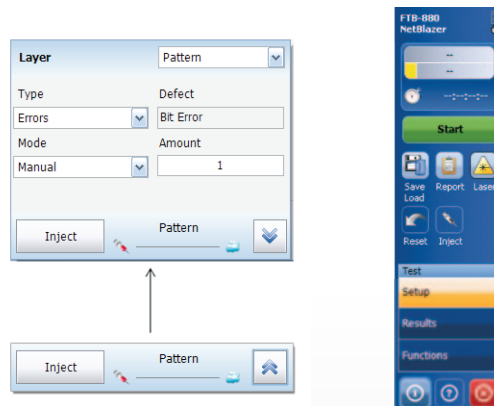 Layer Pattern
Type Defect
Errors Bit Error
Mode Amount
Manual 1
Inject Pattern
Inject Pattern
FTB-880
NetBlazer
--
--
--:--:--
Start
Save
Load Report Laser
Reset Inject
Test
Setup
Results
Functions